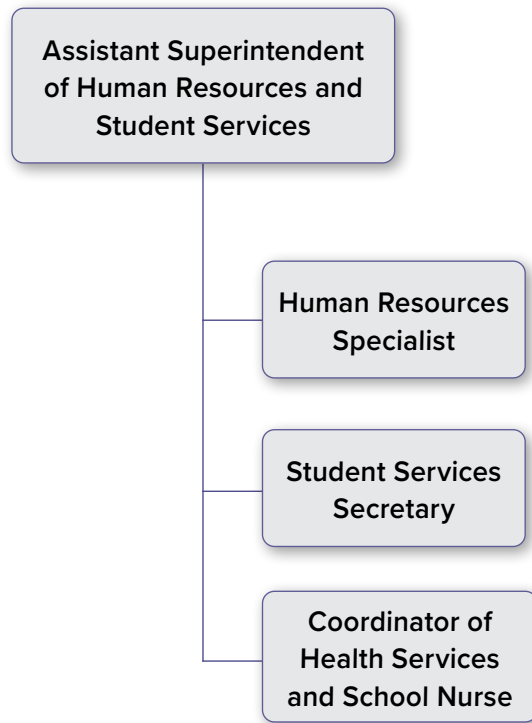 Assistant Superintendent
of Human Resources and
Student Services
Human Resources
Specialist
Student Services
Secretary
Coordinator of
Health Services
and School Nurse